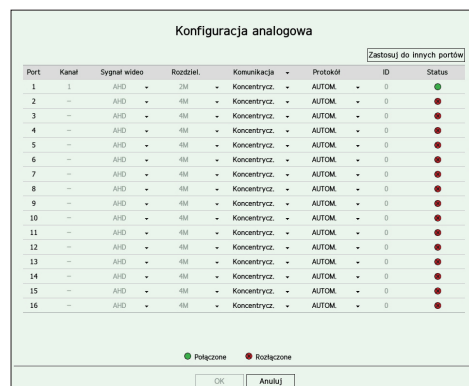 Konfiguracja analogowa
Zastosuj do innych portów
Port Kanał Sygnał wideo Rozdziel. Komunikacja Protokół ID Status
1 1 AHD 2M Koncentrycz. AUTOM. 0
2 – AHD 4M Koncentrycz. AUTOM. 0
3 – AHD 4M Koncentrycz. AUTOM. 0
4 – AHD 4M Koncentrycz. AUTOM. 0
5 – AHD 4M Koncentrycz. AUTOM. 0
6 – AHD 4M Koncentrycz. AUTOM. 0
7 – AHD 4M Koncentrycz. AUTOM. 0
8 – AHD 4M Koncentrycz. AUTOM. 0
9 – AHD 4M Koncentrycz. AUTOM. 0
10 – AHD 4M Koncentrycz. AUTOM. 0
11 – AHD 4M Koncentrycz. AUTOM. 0
12 – AHD 4M Koncentrycz. AUTOM. 0
13 – AHD 4M Koncentrycz. AUTOM. 0
14 – AHD 4M Koncentrycz. AUTOM. 0
15 – AHD 4M Koncentrycz. AUTOM. 0
16 – AHD 4M Koncentrycz. AUTOM. 0
Połączone Rozłączone
OK Anuluj